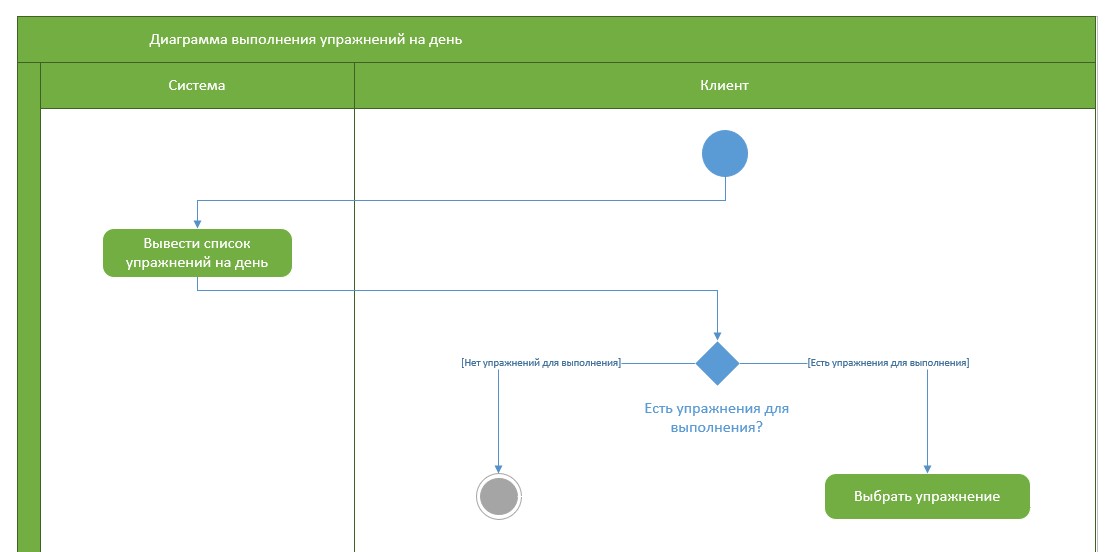 Диаграмма выполнения упражнений на день
Система
Клиент
Вывести список
упражнений на день
[Нет упражнений для выполнения]
[Есть упражнения для выполнения]
Есть упражнения для
выполнения?
Выбрать упражнение